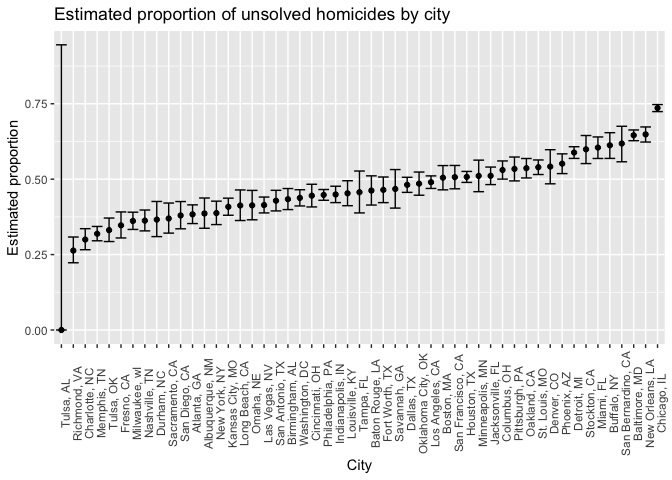 Estimated proportion of unsolved homicides by city
Estimated proportion
0.75
0.50
0.25
0.00
Tulsa, AL
Richmond, VA
Charlotte, NC
Memphis, TN
Tulsa, OK
Fresno, CA
Milwaukee, wI
Nashville, TN
Durham, NC
Sacramento, CA
San Diego, CA
Atlanta, GA
Albuquerque, NM
New York, NY
Kansas City, MO
Long Beach, CA
Omaha, NE
Las Vegas, NV
San Antonio, TX
Birmingham, AL
Washington, DC
Cincinnati, OH
Philadelphia, PA
Indianapolis, IN
Louisville, KY
Tampa, FL
Baton Rouge, LA
Fort Worth, TX
Savannah, GA
Dallas, TX
Oklahoma City, OK
Los Angeles, CA
Boston, MA
San Francisco, CA
Houston, TX
Minneapolis, MN
Jacksonville, FL
Columbus, OH
Pittsburgh, PA
Oakland, CA
St. Louis, MO
Denver, CO
Phoenix, AZ
Detroit, MI
Stockton, CA
Miami, FL
Buffalo, NY
San Bernardino, CA
Baltimore, MD
New Orleans, LA
Chicago, IL
City